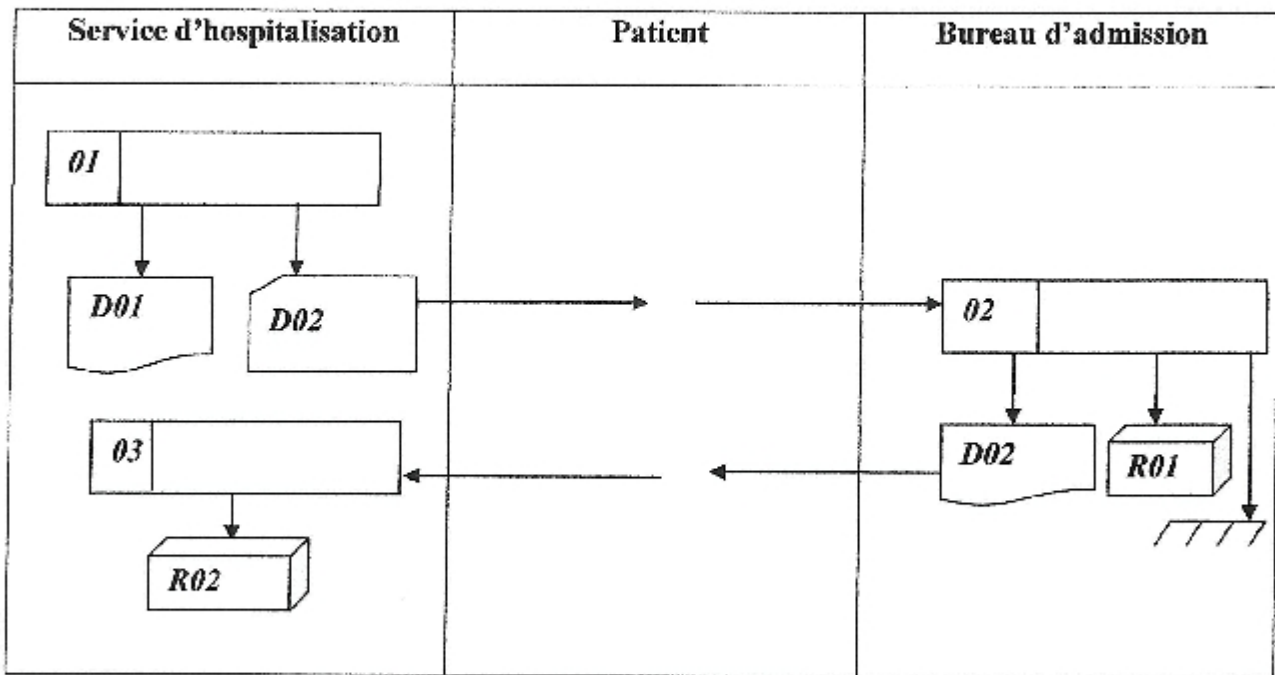 Service d'hospitalisation
Patient
Bureau d'admission
01
D01
D02
02
03
D02
R01
R02